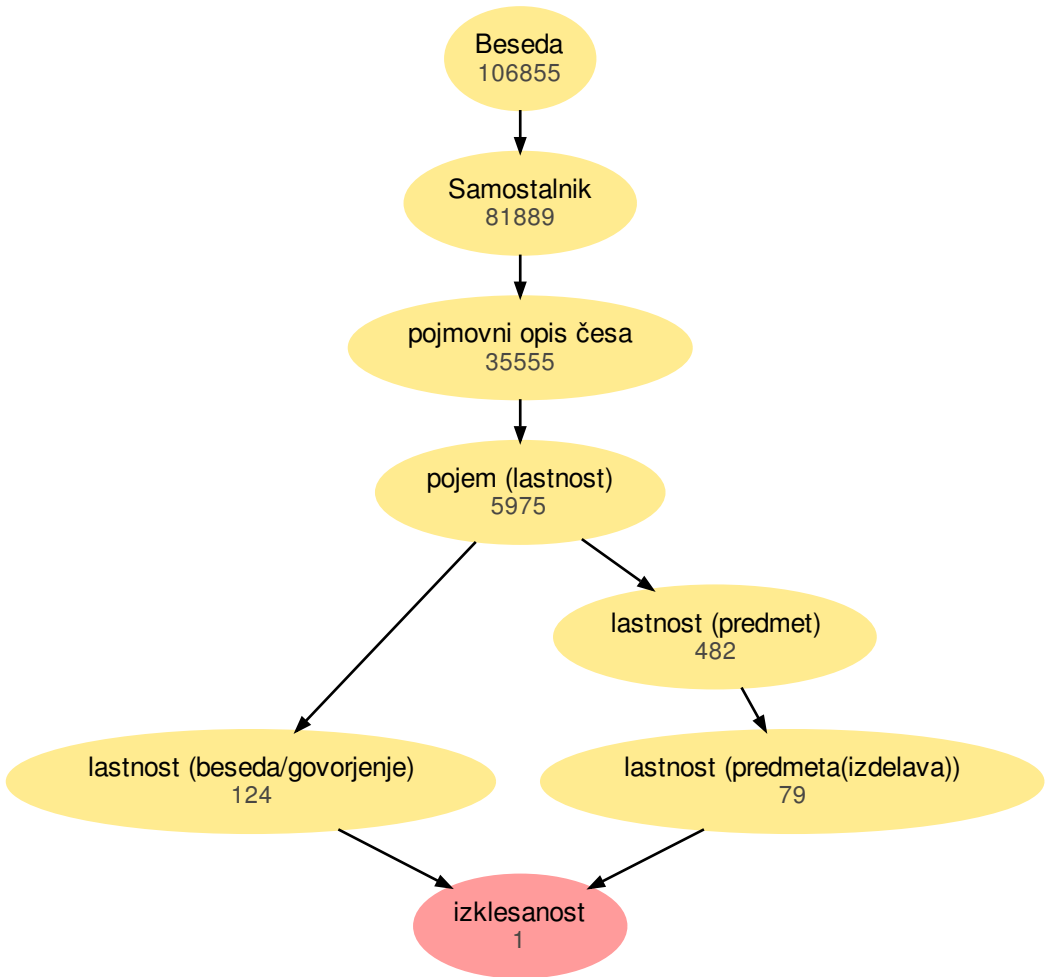 Beseda
106855
Samostalnik
81889
pojmovni opis česa
35555
pojem (lastnost)
5975
lastnost (predmet)
482
lastnost (beseda/govorjenje)
124
lastnost (predmeta(izdelava))
79
izklesanost
1